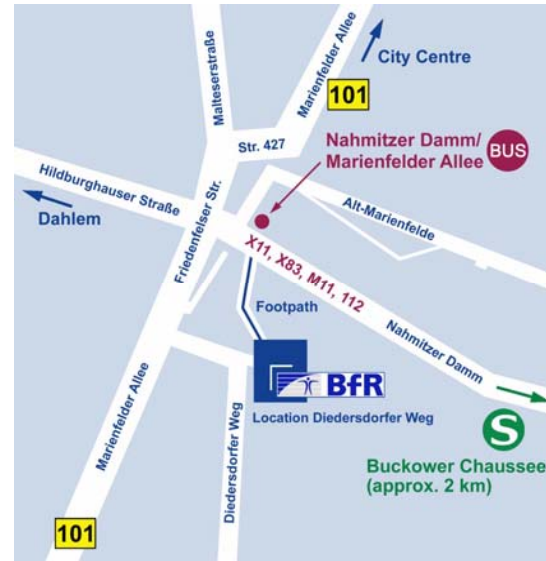 Malteserstraße
Marienfelder Allee
City Centre
101
Str. 427
Nahmitzer Damm/
Marienfelder Allee
BUS
Hildburghauser Straße
Dahlem
Friedenfelser Str.
Alt-Marienfelde
X11, X83, M11, 112
Footpath
Nahmitzer Damm
BfR
Location Diedersdorfer Weg
Marienfelder Allee
Diedersdorfer Weg
S
Buckower Chaussee
(approx. 2 km)
101